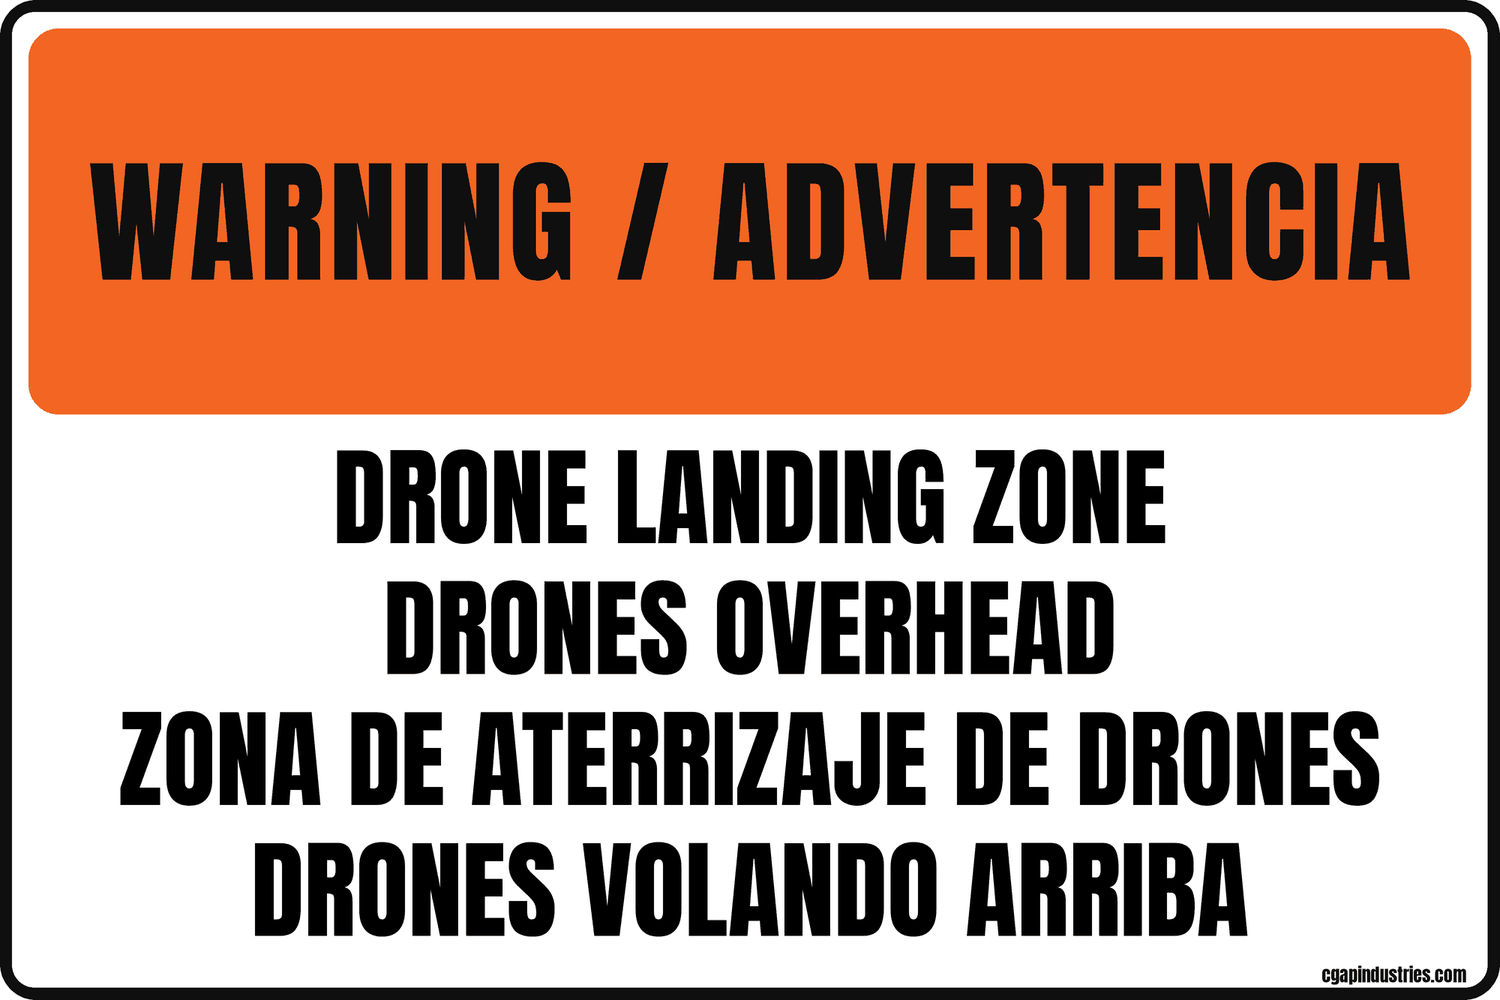 WARNING / ADVERTENCIA
DRONE LANDING ZONE
DRONES OVERHEAD
ZONA DE ATERRIZAJE DE DRONES
DRONES VOLANDO ARRIBA
cgapindustries.com